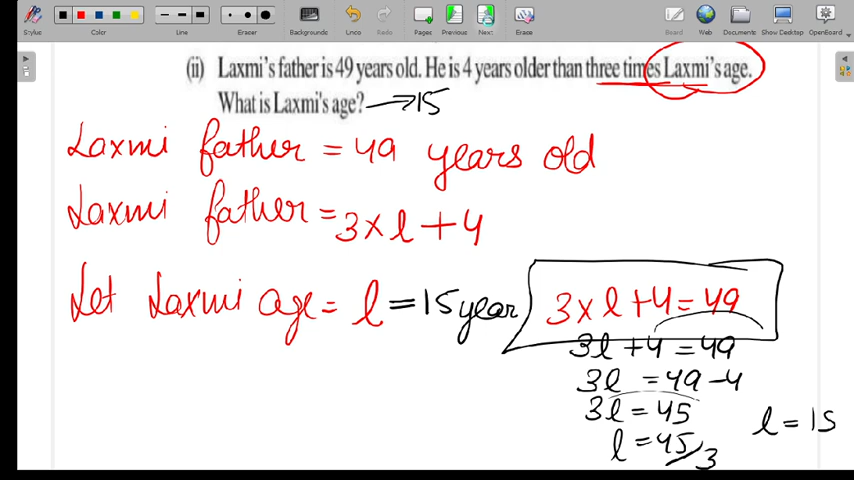 Stylus Color Line Eraser Backgrounds Undo Redo Pages Previous Next Erase Board Web Documents Show Desktop OpenBoard
(ii) Laxmi's father is 49 years old. He is 4 years older than three times Laxmi's age.
What is Laxmi's age? → 15
Laxmi father = 49 years old
Laxmi father = 3 x l + 4
Let Laxmi age = l = 15 year
3 x l + 4 = 49
3l + 4 = 49
3l = 49 - 4
3l = 45
l = 45/3
l = 15